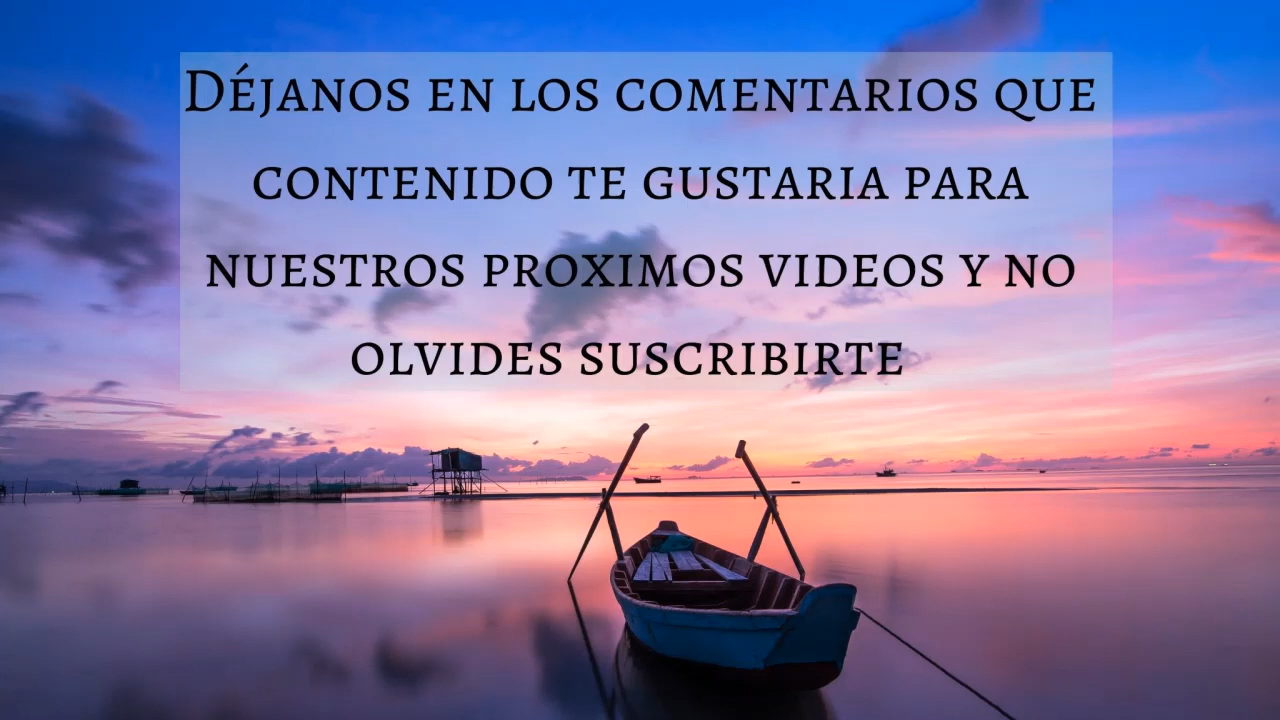 Déjanos en los comentarios que
contenido te gustaria para
nuestros proximos videos y no
olvides suscribirte